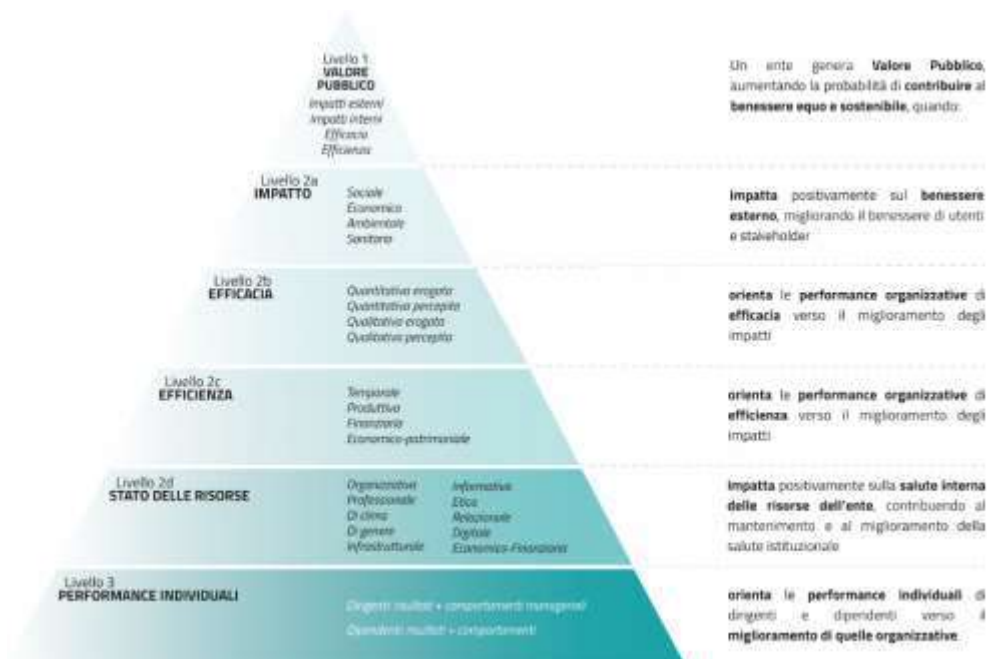 Livello 1
VALORE
PUBBLICO
Impatti esterni
Impatti interni
Efficacia
Efficienza
Un ente genera Valore Pubblico,
aumentando la probabilità di contribuire al
benessere equo e sostenibile, quando:
Livello 2a
IMPATTO
Sociale
Economico
Ambientale
Sanitario
impatta positivamente sul benessere
esterno, migliorando il benessere di utenti
e stakeholder
Livello 2b
EFFICACIA
Quantitativa erogata
Quantitativa percepita
Qualitativa erogata
Qualitativa percepita
orienta le performance organizzative di
efficacia verso il miglioramento degli
impatti
Livello 2c
EFFICIENZA
Temporale
Produttiva
Finanziaria
Economico-patrimoniale
orienta le performance organizzative di
efficienza verso il miglioramento degli
impatti
Livello 2d
STATO DELLE RISORSE
Organizzativa
Professionale
Di clima
Di genere
Infrastrutturale
Informativa
Etica
Relazionale
Digitale
Economico-Finanziaria
impatta positivamente sulla salute interna
delle risorse dell'ente, contribuendo al
mantenimento e al miglioramento della
salute istituzionale
Livello 3
PERFORMANCE INDIVIDUALI
Dirigenti: risultati + comportamenti manageriali
Dipendenti: risultati + comportamenti
orienta le performance individuali di
dirigenti e dipendenti verso il
miglioramento di quelle organizzative.